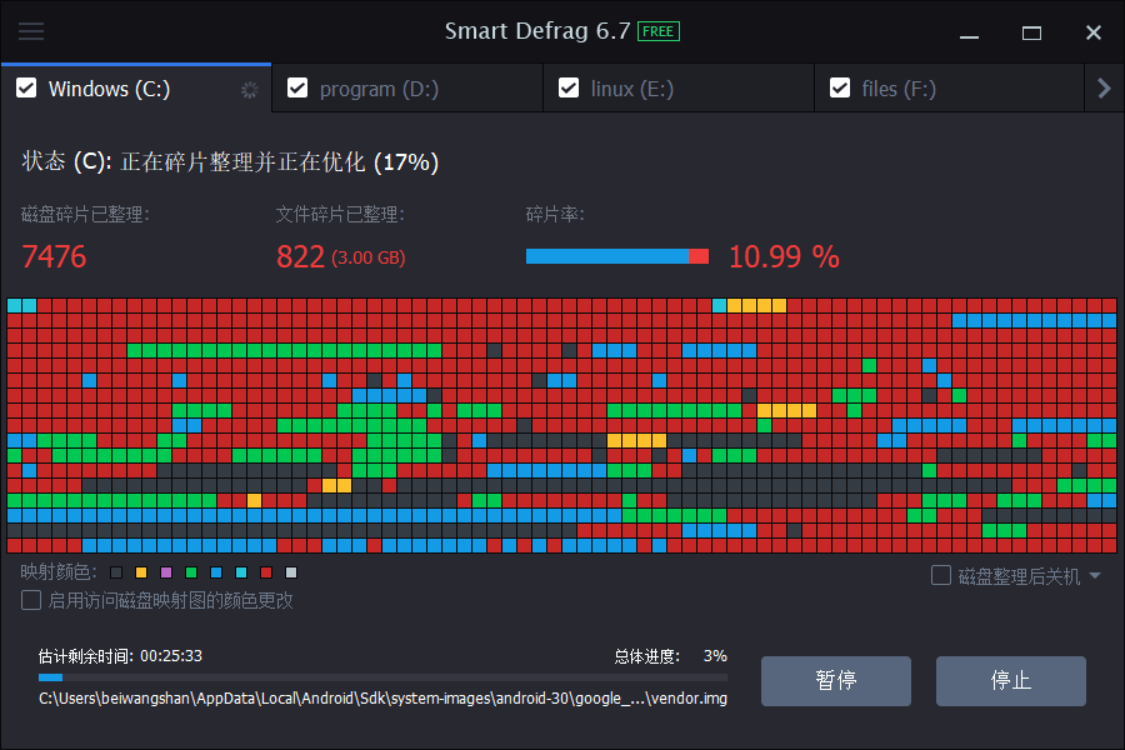 Smart Defrag 6.7 FREE
Windows (C:) program (D:) linux (E:) files (F:)
状态 (C): 正在碎片整理并正在优化 (17%)
磁盘碎片已整理: 文件碎片已整理: 碎片率:
7476 822 (3.00 GB) 10.99 %
映射颜色: 磁盘整理后关机
启用访问磁盘映射图的颜色更改
估计剩余时间: 00:25:33 总体进度: 3%
C:\Users\beiwangshan\AppData\Local\Android\Sdk\system-images\android-30\google_...\vendor.img
暂停 停止